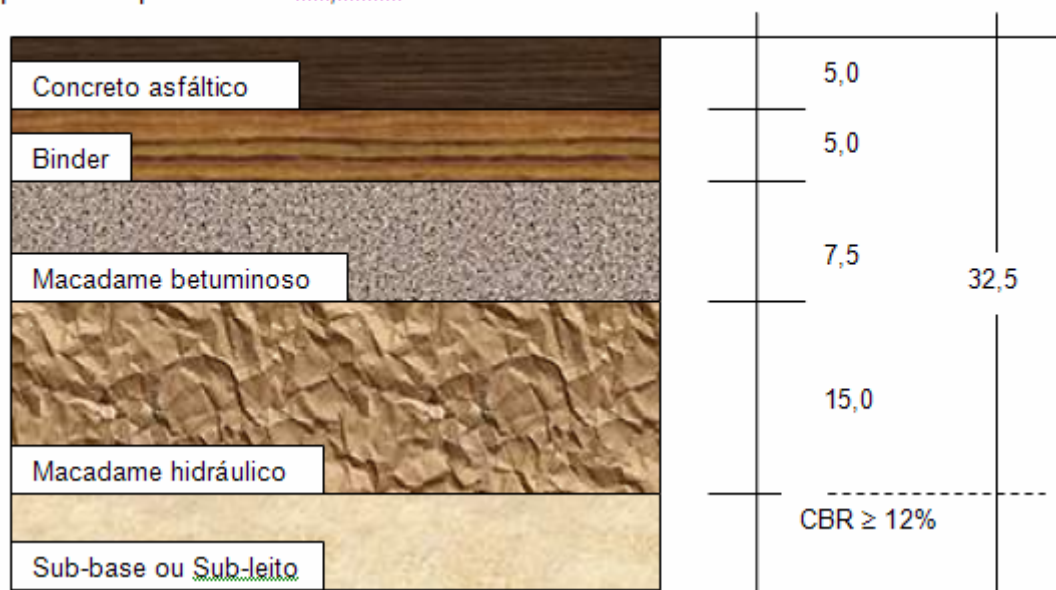 Concreto asfáltico
5,0
Binder
5,0
Macadame betuminoso
7,5
32,5
Macadame hidráulico
15,0
CBR ≥ 12%
Sub-base ou Sub-leito